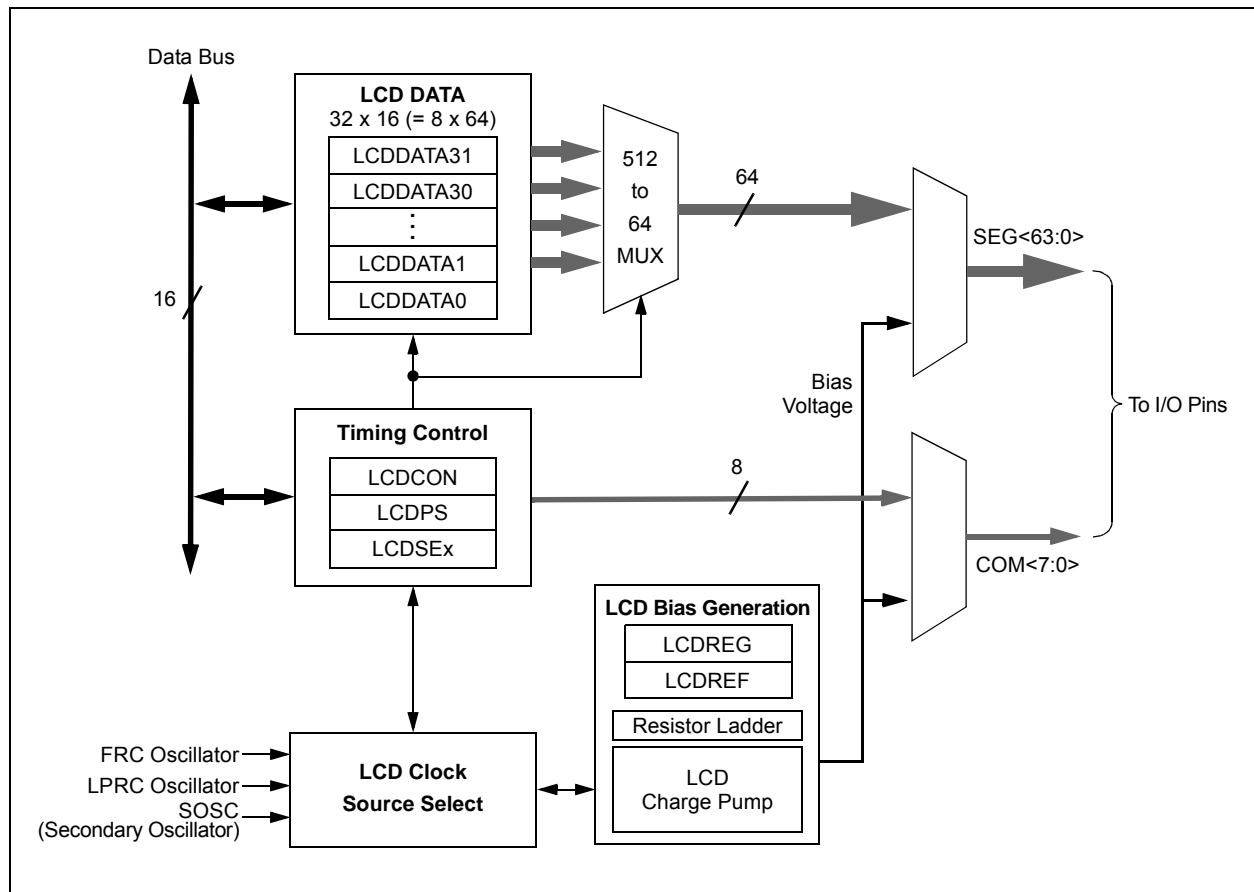 Data Bus
16
LCD DATA
32 x 16 (= 8 x 64)
LCDDATA31
LCDDATA30
LCDDATA1
LCDDATA0
512
to
64
MUX
64
SEG<63:0>
Bias
Voltage
To I/O Pins
Timing Control
LCDCON
LCDPS
LCDSEx
8
COM<7:0>
LCD Bias Generation
LCDREG
LCDREF
Resistor Ladder
LCD
Charge Pump
FRC Oscillator
LPRC Oscillator
SOSC
(Secondary Oscillator)
LCD Clock
Source Select